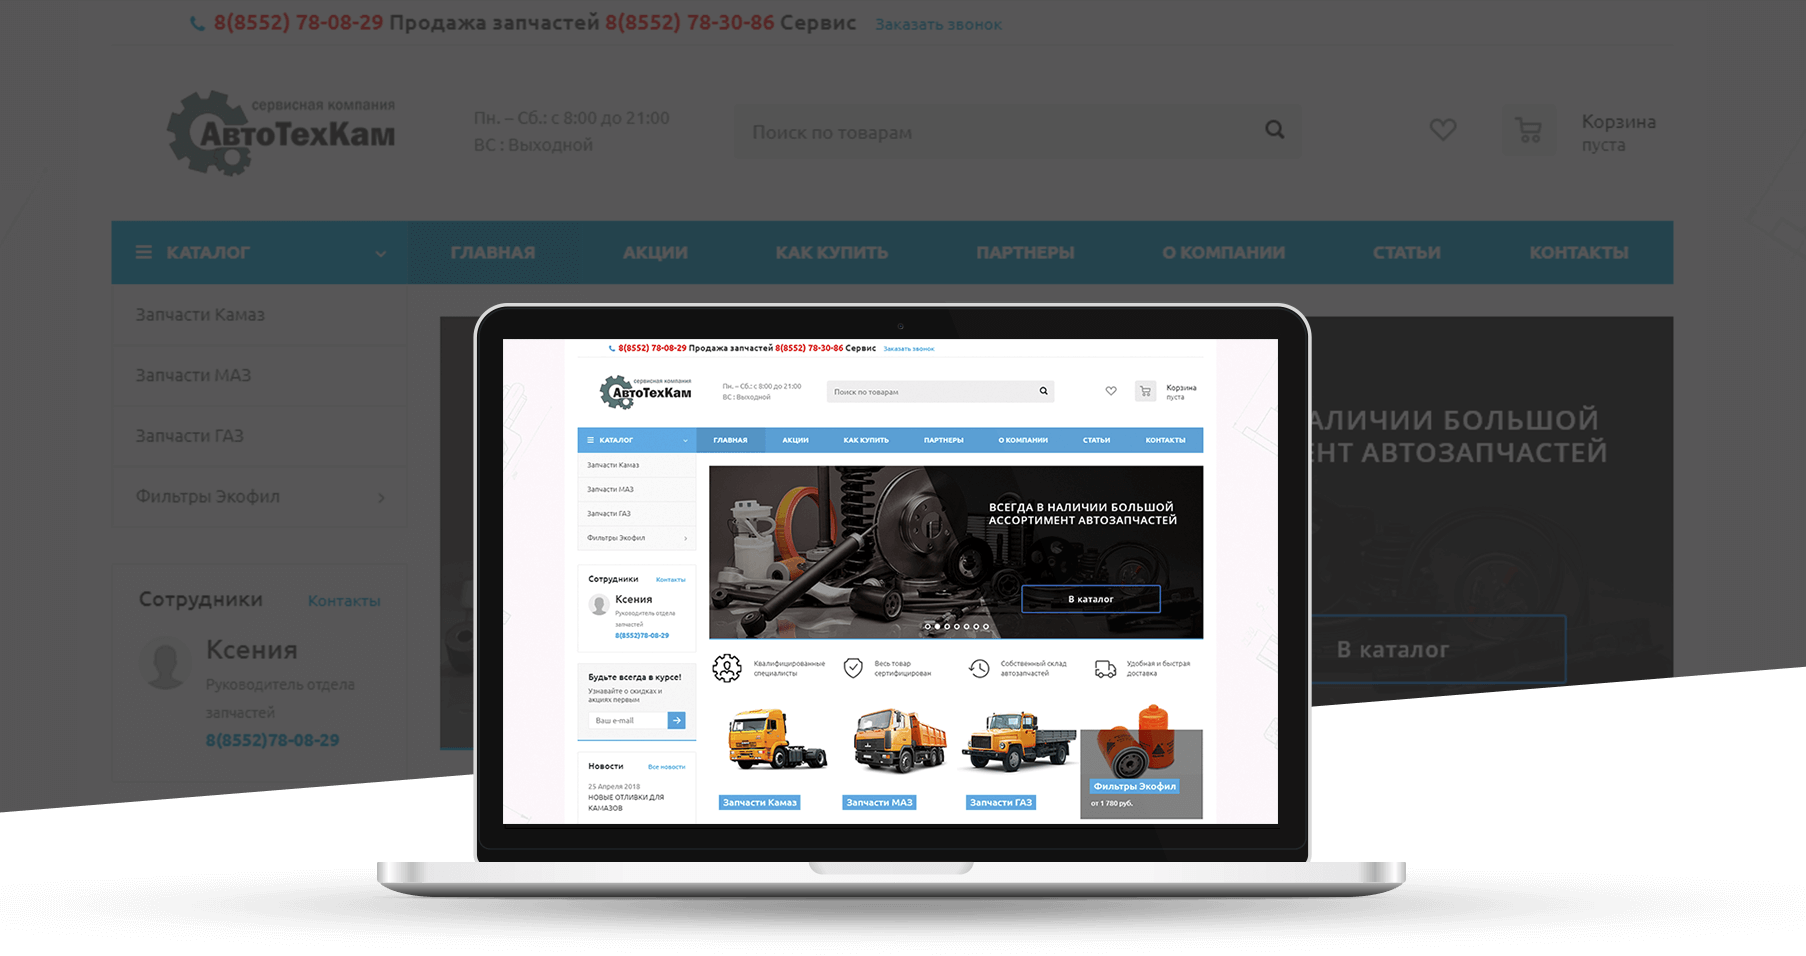 8(8552) 78-08-29 Продажа запчастей 8(8552) 78-30-86 Сервис Заказать звонок
сервисная компания
АвтоТехКам
Пн. – Сб.: с 8:00 до 21:00
ВС : Выходной
Поиск по товарам
Корзина
пуста
КАТАЛОГ ГЛАВНАЯ АКЦИИ КАК КУПИТЬ ПАРТНЕРЫ О КОМПАНИИ СТАТЬИ КОНТАКТЫ
Запчасти Камаз
Запчасти МАЗ
Запчасти ГАЗ
Фильтры Экофил
АЛИЧИИ БОЛЬШОЙ
НТ АВТОЗАПЧАСТЕЙ
В каталог
Сотрудники Контакты
Ксения
Руководитель отдела
запчастей
8(8552)78-08-29
8(8552) 78-08-29 Продажа запчастей 8(8552) 78-30-86 Сервис Заказать звонок
сервисная компания
АвтоТехКам
Пн. – Сб.: с 8:00 до 21:00
ВС : Выходной
Поиск по товарам
Корзина
пуста
КАТАЛОГ ГЛАВНАЯ АКЦИИ КАК КУПИТЬ ПАРТНЕРЫ О КОМПАНИИ СТАТЬИ КОНТАКТЫ
Запчасти Камаз
Запчасти МАЗ
Запчасти ГАЗ
Фильтры Экофил
ВСЕГДА В НАЛИЧИИ БОЛЬШОЙ
АССОРТИМЕНТ АВТОЗАПЧАСТЕЙ
В каталог
Сотрудники Контакты
Ксения
Руководитель отдела
запчастей
8(8552)78-08-29
Квалифицированные
специалисты
Весь товар
сертифицирован
Собственный склад
автозапчастей
Удобная и быстрая
доставка
Будьте всегда в курсе!
Узнавайте о скидках и
акциях первым
Ваш e-mail
Новости Все новости
25 Апреля 2018
НОВЫЕ ОТЛИВКИ ДЛЯ
КАМАЗОВ
Запчасти Камаз
Запчасти МАЗ
Запчасти ГАЗ
Фильтры Экофил
от 1 780 руб.